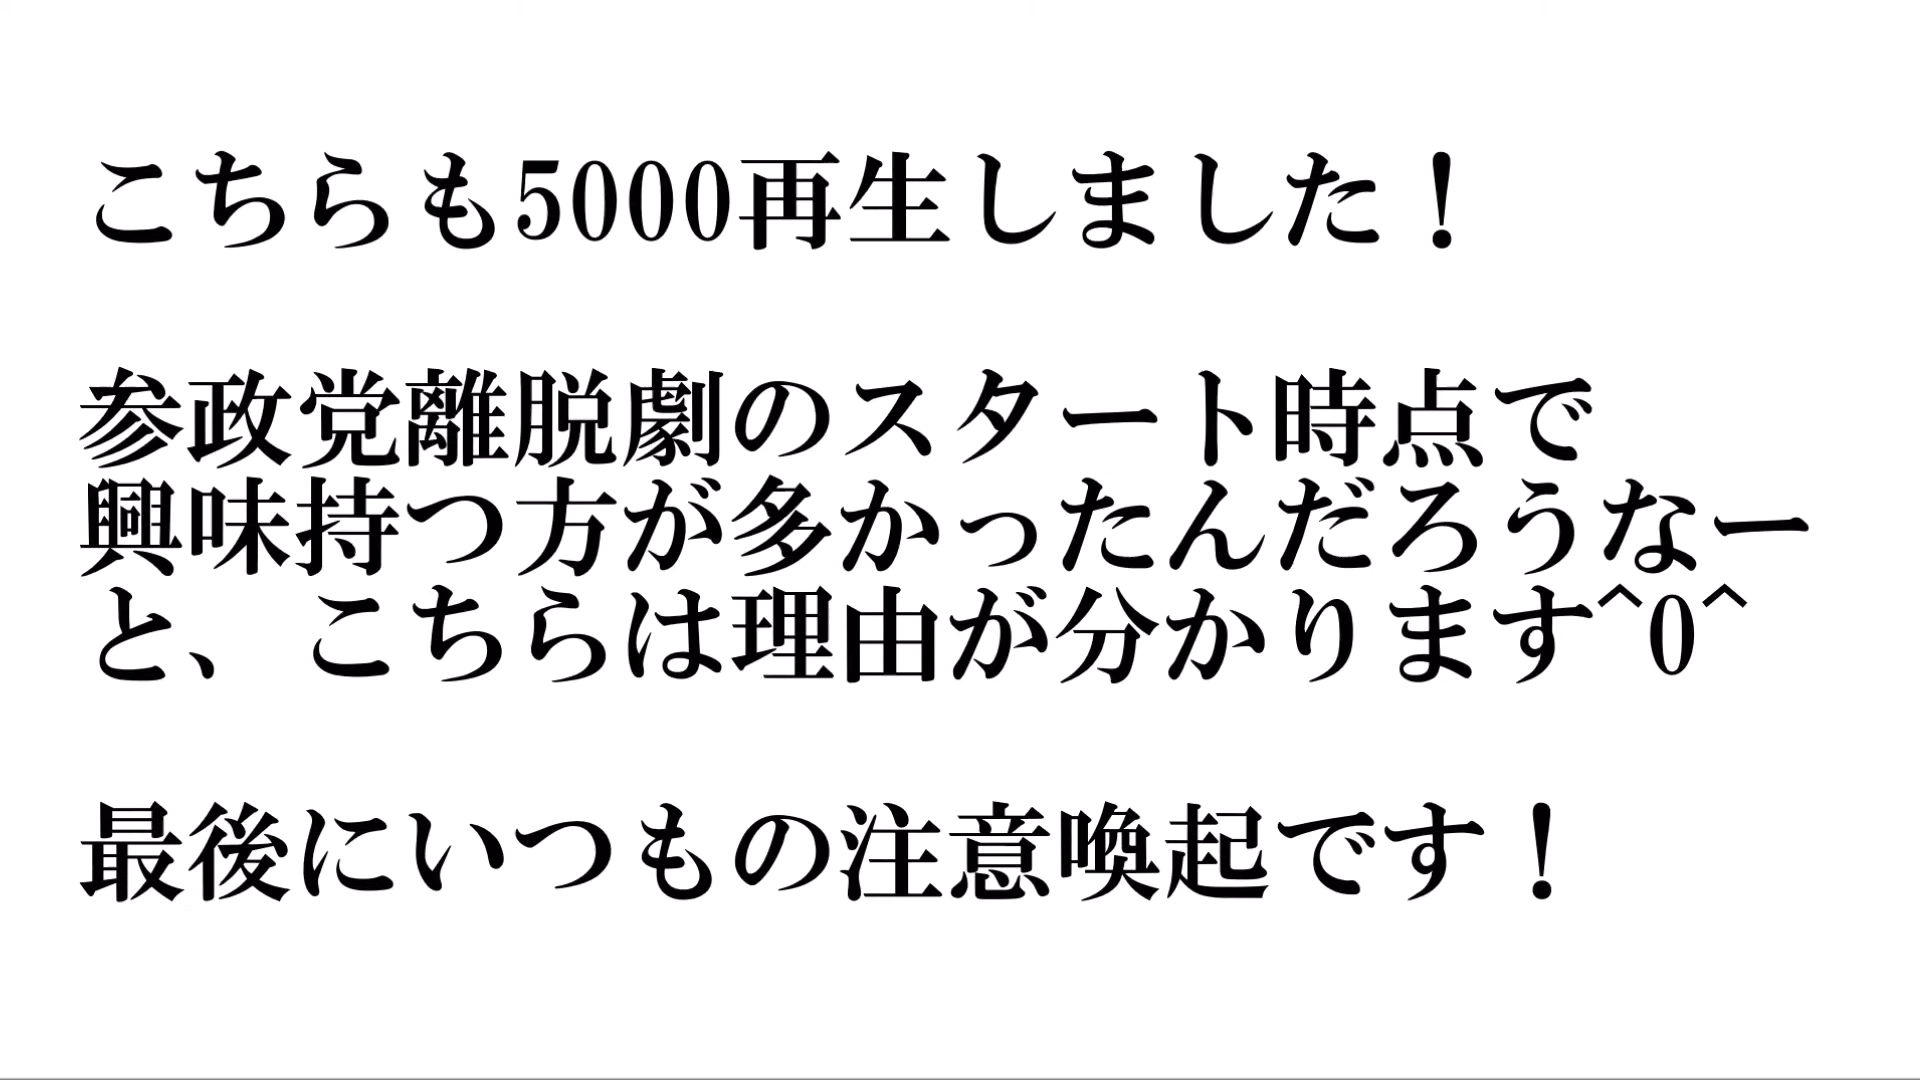 こちらも5000再生しました！
参政党離脱劇のスタート時点で
興味持つ方が多かったんだろうなー
と、こちらは理由が分かります^0^
最後にいつもの注意喚起です！